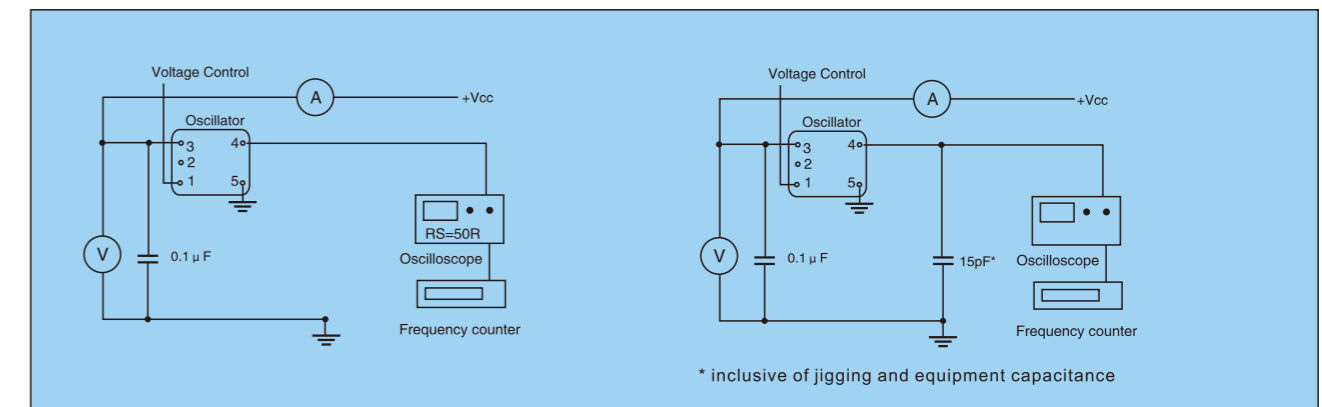 Voltage Control
A
+Vcc
Oscillator
3
4
2
1
5
V
0.1 μ F
RS=50R
Oscilloscope
Frequency counter
Voltage Control
A
+Vcc
Oscillator
3
4
2
1
5
V
0.1 μ F
15pF*
Oscilloscope
Frequency counter
* inclusive of jigging and equipment capacitance